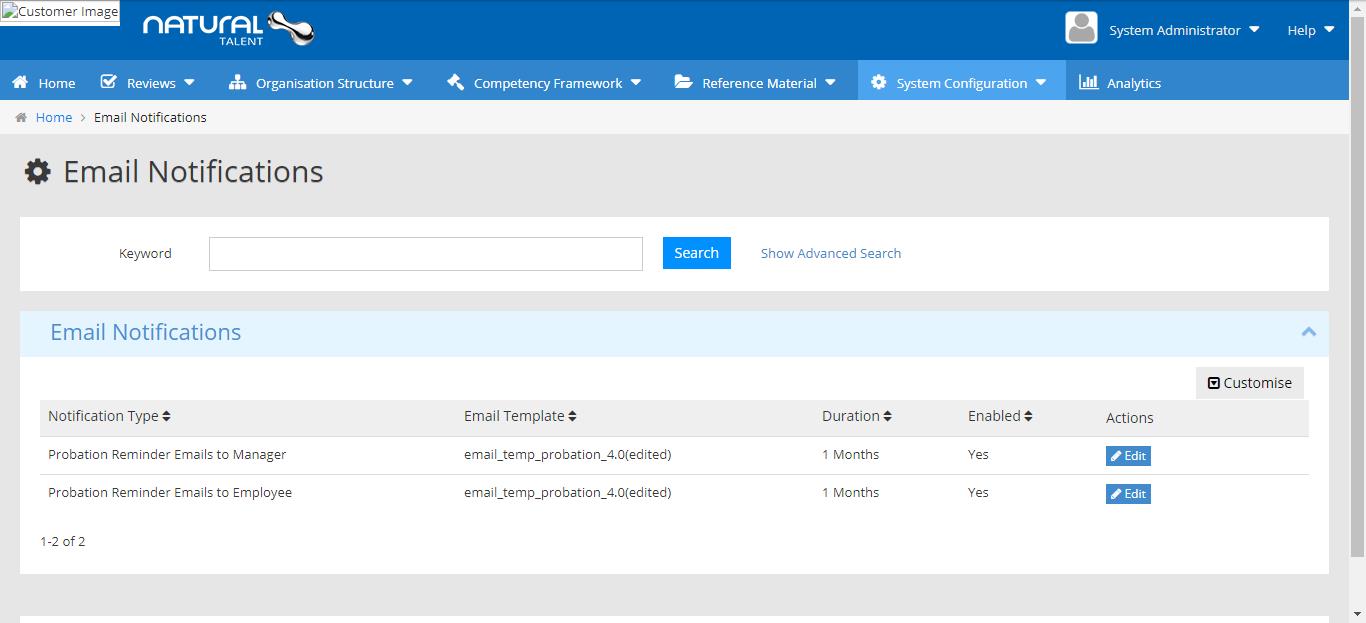 Customer Image
NATURAL
TALENT
System Administrator
Help
Home
Reviews
Organisation Structure
Competency Framework
Reference Material
System Configuration
Analytics
Home > Email Notifications
Email Notifications
Keyword
Search
Show Advanced Search
Email Notifications
Customise
Notification Type Email Template Duration Enabled Actions
Probation Reminder Emails to Manager email_temp_probation_4.0(edited) 1 Months Yes Edit
Probation Reminder Emails to Employee email_temp_probation_4.0(edited) 1 Months Yes Edit
1-2 of 2